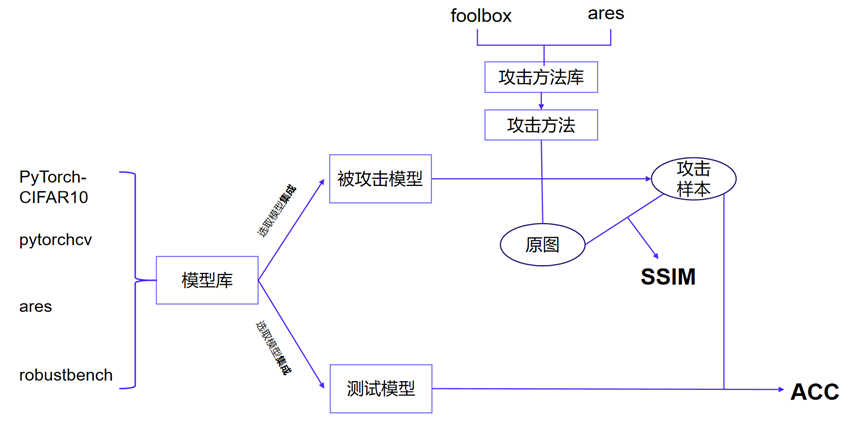 foolbox
ares
攻击方法库
攻击方法
PyTorch-
CIFAR10
pytorchcv
ares
robustbench
模型库
选取模型集成
选取模型集成
被攻击模型
测试模型
原图
攻击
样本
SSIM
ACC